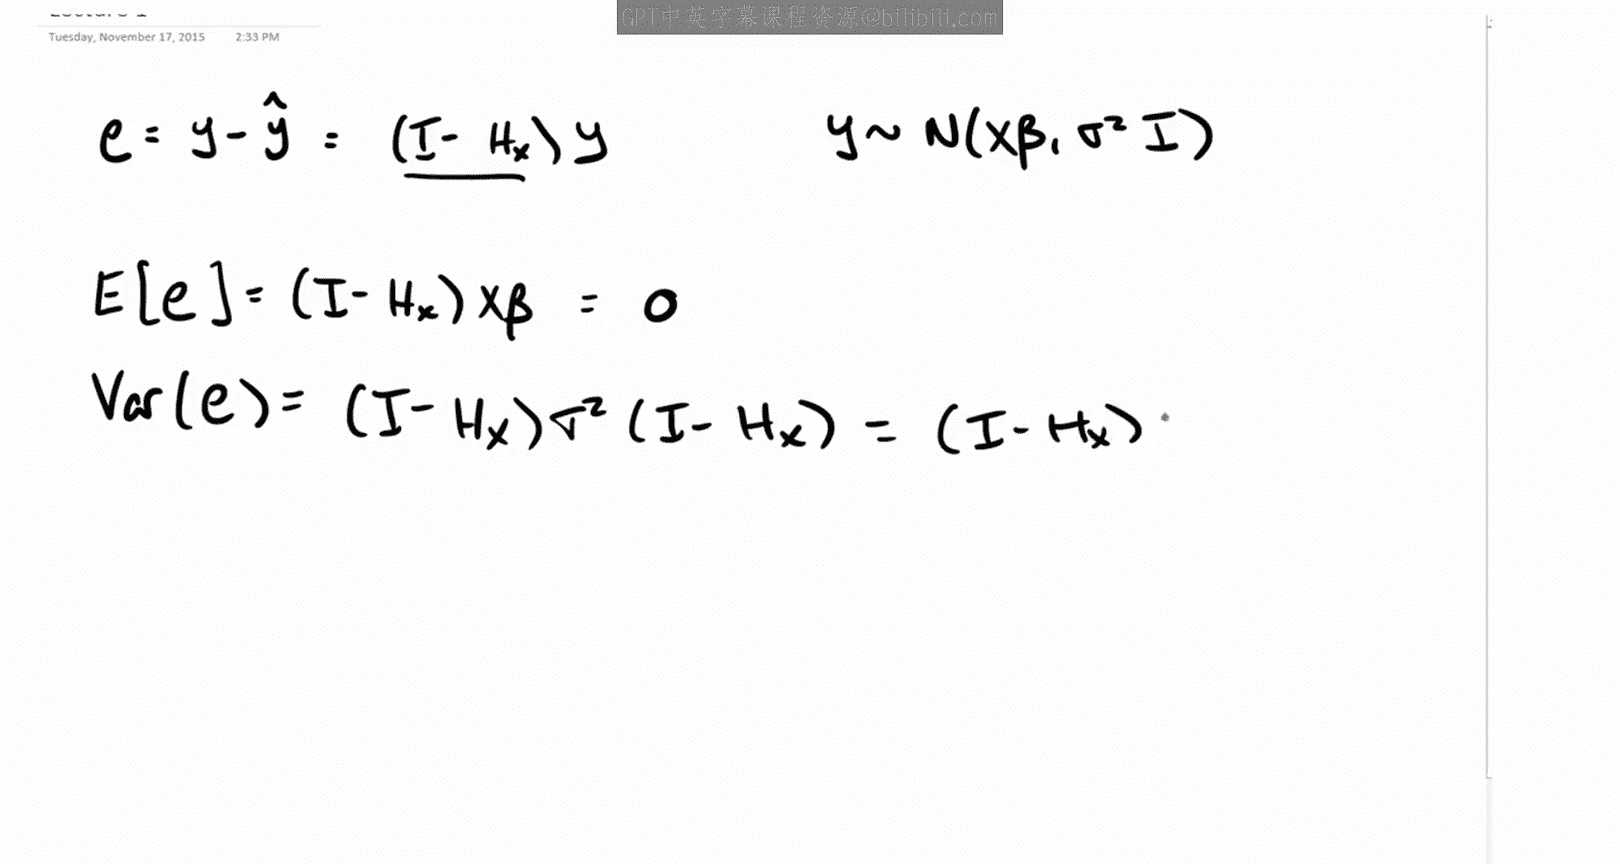 GPT中英字幕课程资源@bilibili.com
Tuesday, November 17, 2015 2:33 PM
e = y - ŷ = (I - Hₓ) y y ~ N(Xβ, σ² I)
E[e] = (I - Hₓ) Xβ = 0
Var(e) = (I - Hₓ) σ² (I - Hₓ) = (I - Hₓ)